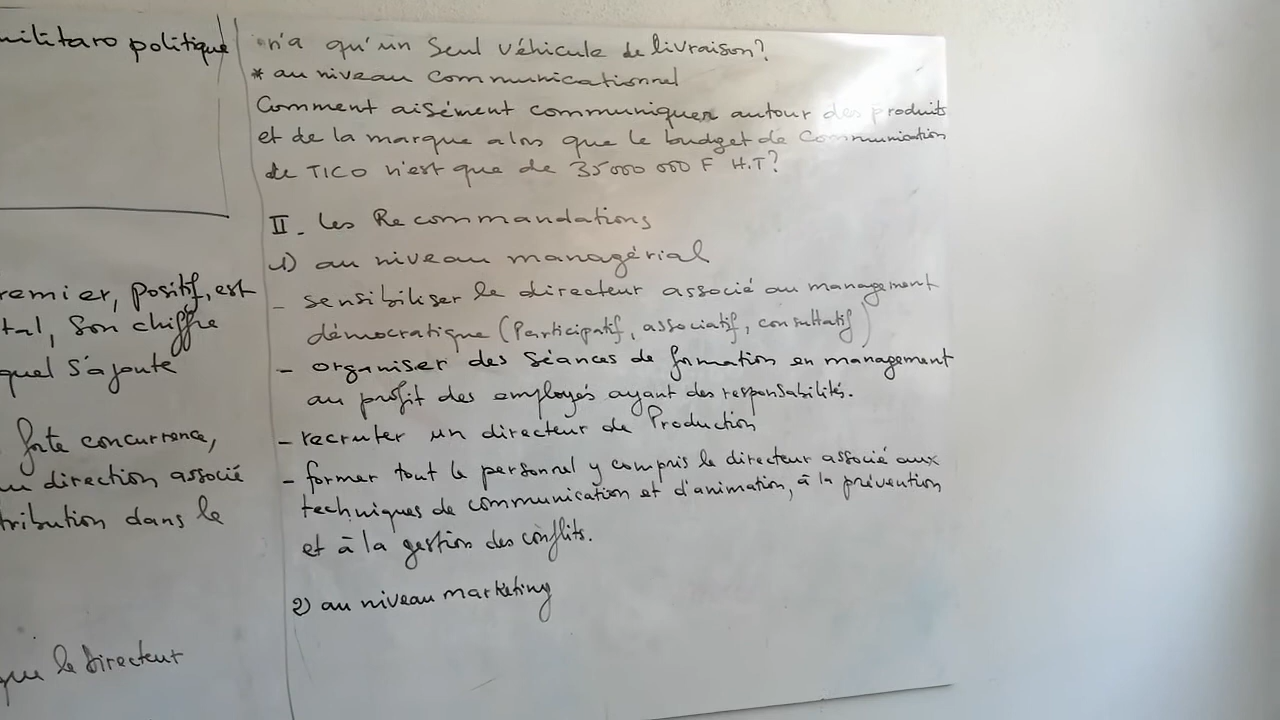 militaro politique
remier, positif, est
tal, son chiffre
quel s'ajoute
forte concurrence,
direction associé
tribution dans le
que le directeur
n'a qu'un seul véhicule de livraison?
* au niveau communicationnel
Comment aisément communiquer autour des produits
et de la marque alors que le budget de Communication
de TICO n'est que de 35000 000 F H.T?
II. Les Recommandations
1) au niveau managérial
- sensibiliser le directeur associé au management
démocratique (Participatif, associatif, consultatif)
- organiser des séances de formation en management
au profit des employés ayant des responsabilités.
- recruter un directeur de Production
- former tout le personnel y compris le directeur associé aux
techniques de communication et d'animation, à la prévention
et à la gestion des conflits.
2) au niveau marketing